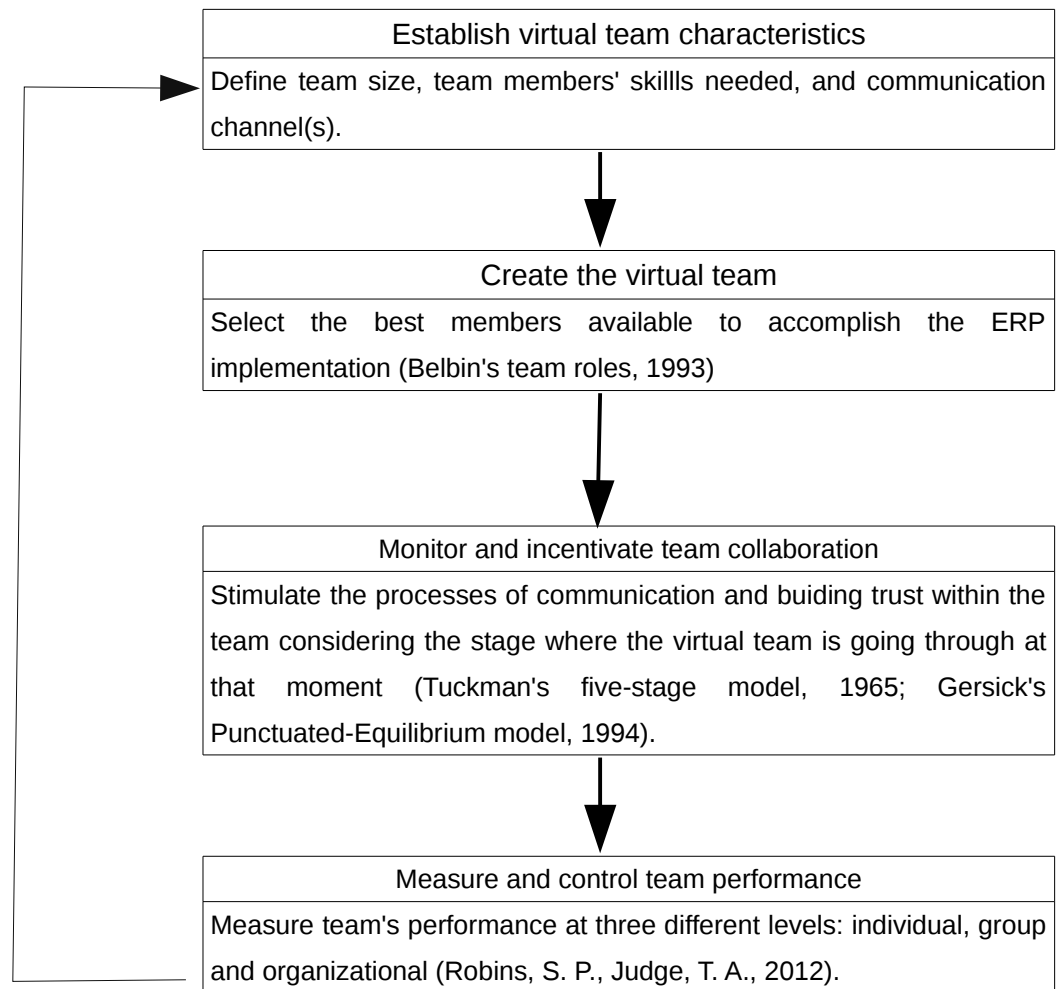 Establish virtual team characteristics
Define team size, team members' skillls needed, and communication
channel(s).
Create the virtual team
Select the best members available to accomplish the ERP
implementation (Belbin's team roles, 1993)
Monitor and incentivate team collaboration
Stimulate the processes of communication and buiding trust within the
team considering the stage where the virtual team is going through at
that moment (Tuckman's five-stage model, 1965; Gersick's
Punctuated-Equilibrium model, 1994).
Measure and control team performance
Measure team's performance at three different levels: individual, group
and organizational (Robins, S. P., Judge, T. A., 2012).